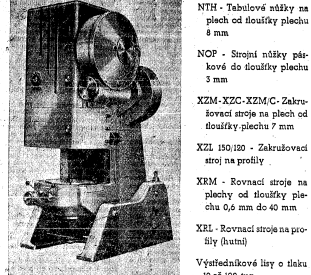 NTH - Tabulové nůžky na
plech od tloušťky plechu
8 mm
NOP - Strojní nůžky pás-
kové do tloušťky plechu
3 mm
XZM-XZC-XZM/C- Zakru-
žovací stroje na plech od
tloušťky plechu 7 mm
XZL 150/120 - Zakružovací
stroj na profily
XRM - Rovnací stroje na
plechy od tloušťky ple-
chu 0,6 mm do 40 mm
XRL - Rovnací stroje na pro-
fily (hutní)
Výstředníkové lisy o tlaku